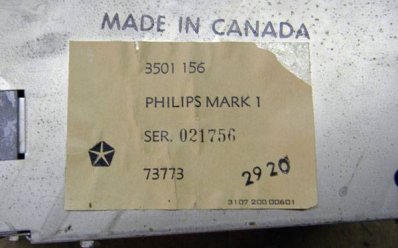 MADE IN CANADA
3501 156
PHILIPS MARK 1
SER. 021756
73773
2920
3107 200 00601